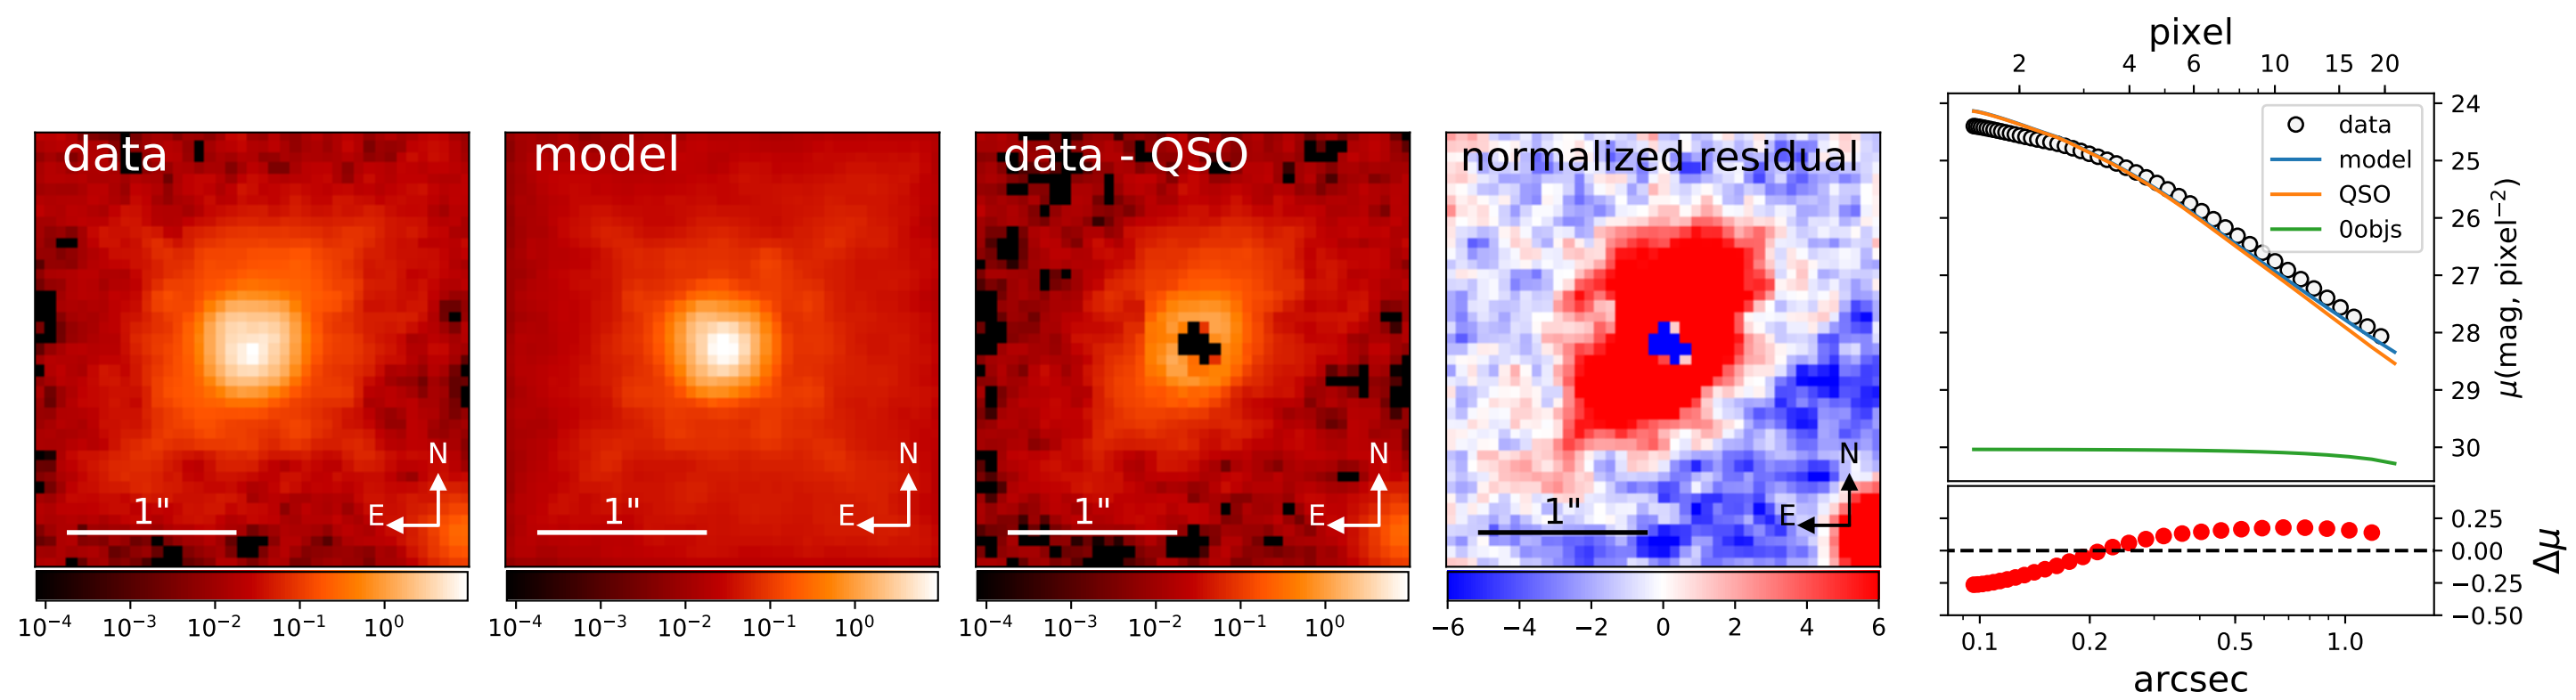 data
N
E
1"
10⁻⁴ 10⁻³ 10⁻² 10⁻¹ 10⁰
model
N
E
1"
10⁻⁴ 10⁻³ 10⁻² 10⁻¹ 10⁰
data - QSO
N
E
1"
10⁻⁴ 10⁻³ 10⁻² 10⁻¹ 10⁰
normalized residual
N
E
1"
−6 −4 −2 0 2 4 6
pixel
2 4 6 10 15 20
data
model
QSO
0objs
24
25
26
27
28
29
30
μ(mag, pixel⁻²)
0.25
0.00
−0.25
−0.50
Δμ
0.1 0.2 0.5 1.0
arcsec